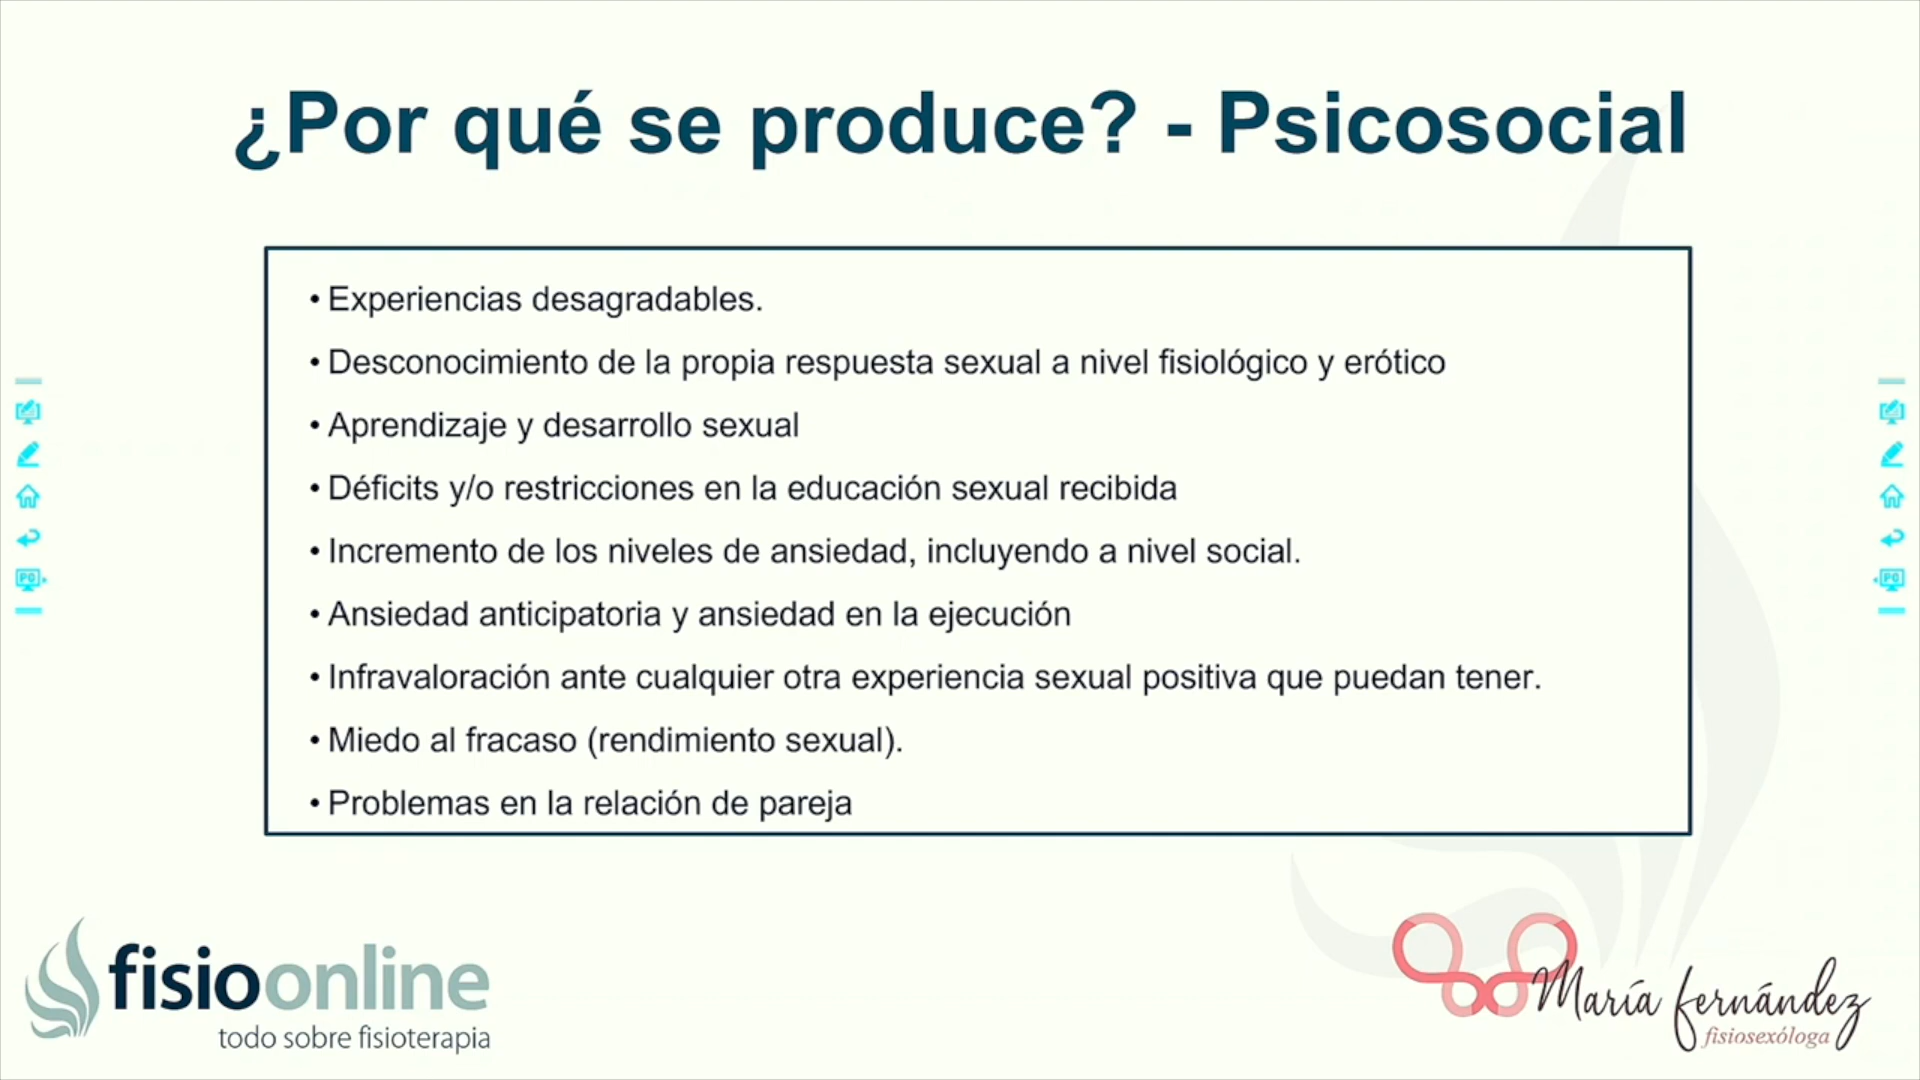 ¿Por qué se produce? - Psicosocial
• Experiencias desagradables.
• Desconocimiento de la propia respuesta sexual a nivel fisiológico y erótico
• Aprendizaje y desarrollo sexual
• Déficits y/o restricciones en la educación sexual recibida
• Incremento de los niveles de ansiedad, incluyendo a nivel social.
• Ansiedad anticipatoria y ansiedad en la ejecución
• Infravaloración ante cualquier otra experiencia sexual positiva que puedan tener.
• Miedo al fracaso (rendimiento sexual).
• Problemas en la relación de pareja
PG
PG
fisioonline
todo sobre fisioterapia
María fernández
fisiosexóloga